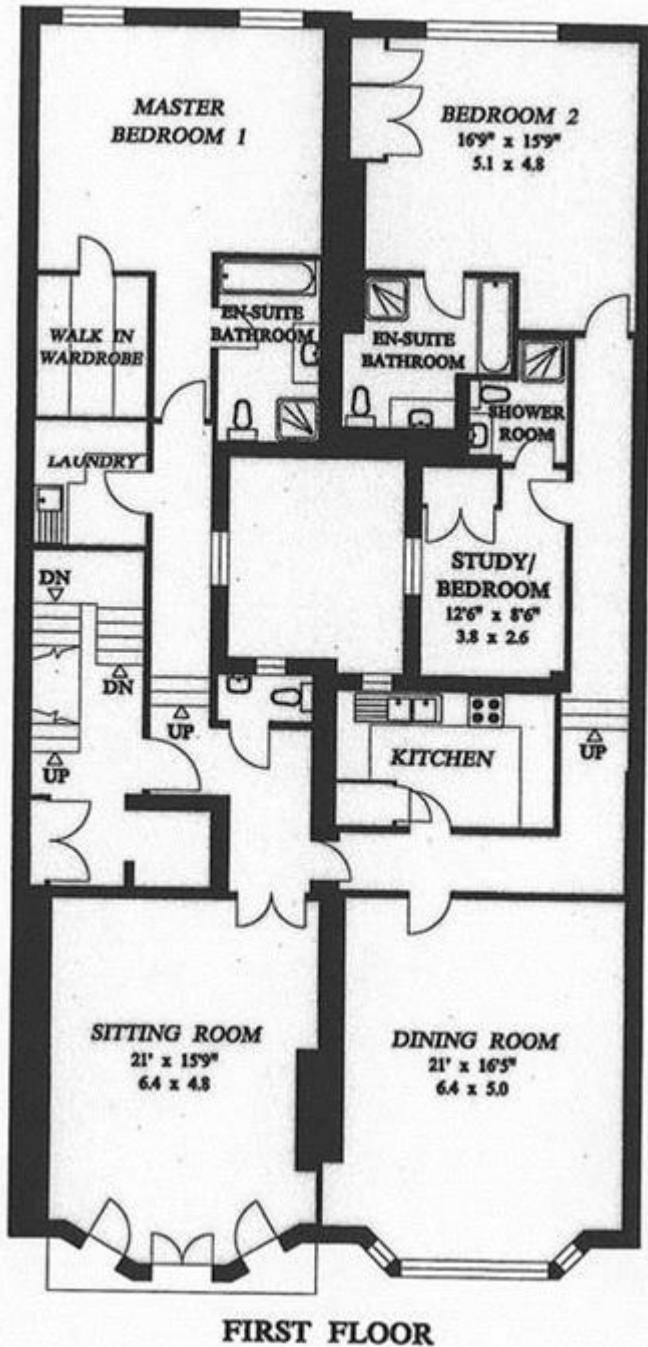 MASTER
BEDROOM 1
BEDROOM 2
16'9" x 15'9"
5.1 x 4.8
WALK IN
WARDROBE
EN-SUITE
BATHROOM
EN-SUITE
BATHROOM
SHOWER
ROOM
LAUNDRY
STUDY/
BEDROOM
12'6" x 8'6"
3.8 x 2.6
DN
DN
UP
UP
KITCHEN
UP
SITTING ROOM
21' x 15'9"
6.4 x 4.8
DINING ROOM
21' x 16'5"
6.4 x 5.0
FIRST FLOOR